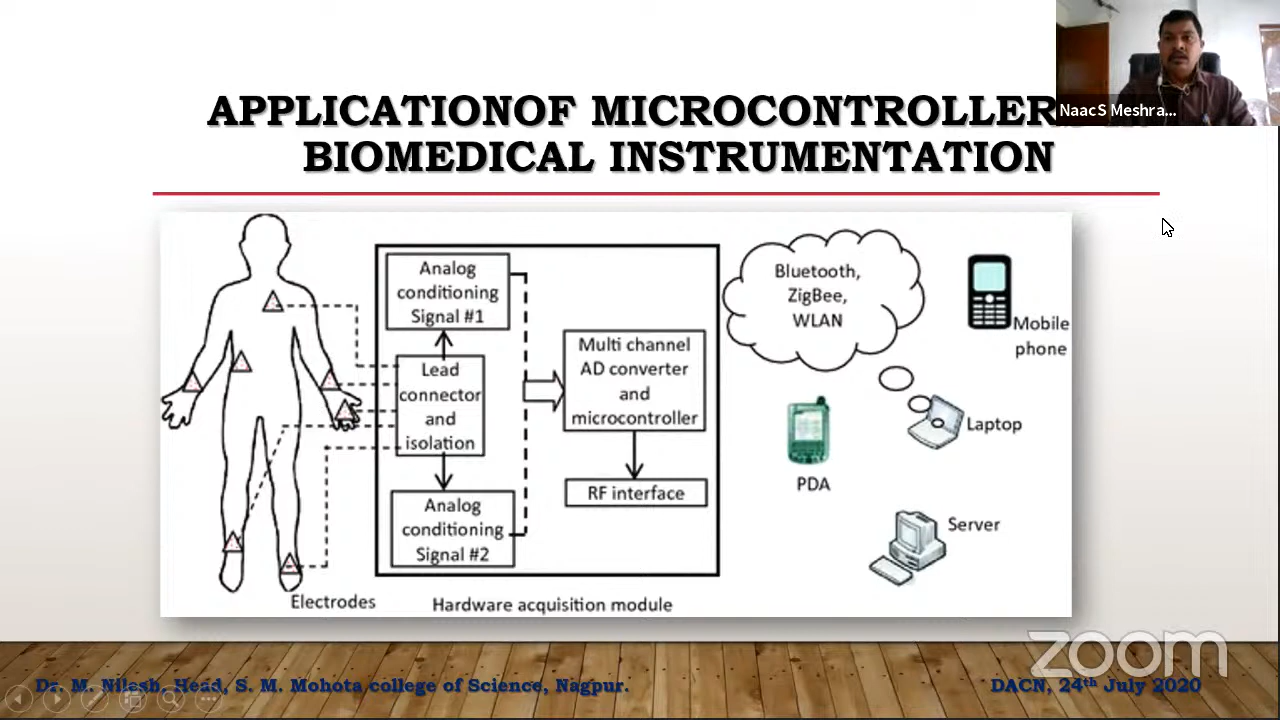 APPLICATIONOF MICROCONTROLLER
BIOMEDICAL INSTRUMENTATION
NaacS Meshra...
Analog
conditioning
Signal #1
Lead
connector
and
isolation
Analog
conditioning
Signal #2
Multi channel
AD converter
and
microcontroller
RF interface
Electrodes
Hardware acquisition module
Bluetooth,
ZigBee,
WLAN
Mobile
phone
Laptop
PDA
Server
zoom
Dr. M. Nilesh, Head, S. M. Mohota college of Science, Nagpur.
DACN, 24th July 2020